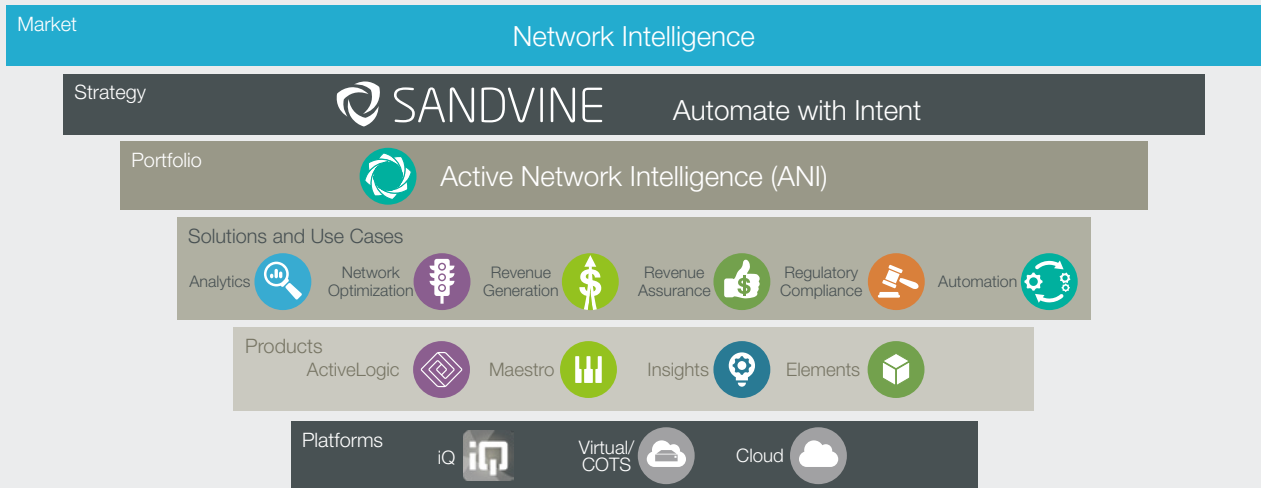 Market
Network Intelligence
Strategy
SANDVINE
Automate with Intent
Portfolio
Active Network Intelligence (ANI)
Solutions and Use Cases
Analytics
Network
Optimization
Revenue
Generation
$
Revenue
Assurance
$
Regulatory
Compliance
Automation
Products
ActiveLogic
Maestro
Insights
Elements
Platforms
iQ
iQ
Virtual/
COTS
Cloud